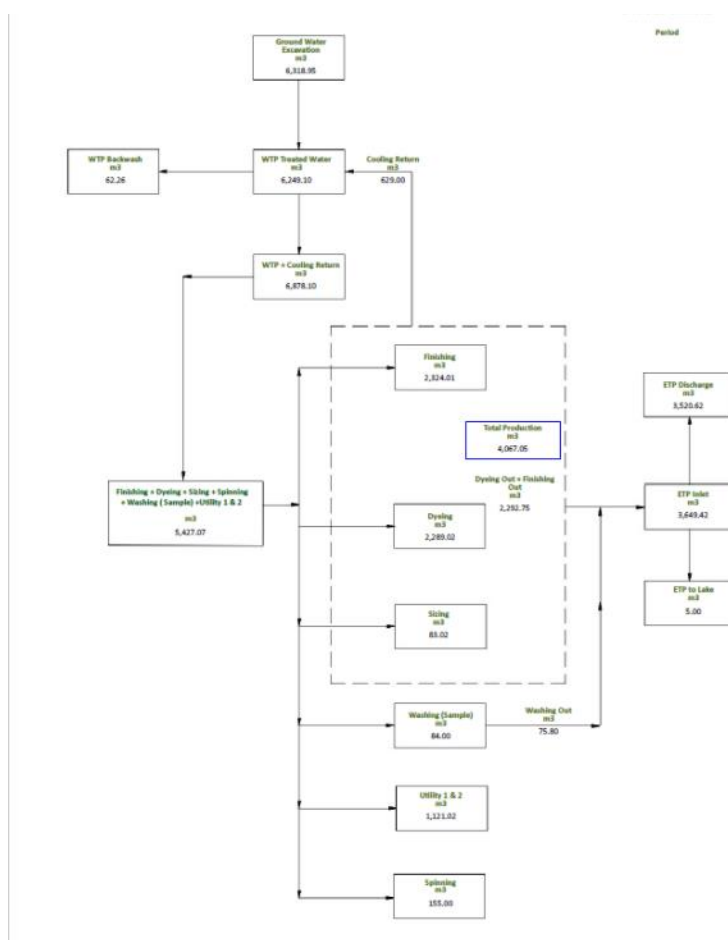 Period
Ground Water
Excavation
m3
6,318.95
WTP Backwash
m3
62.26
WTP Treated Water
m3
6,249.10
Cooling Return
m3
629.00
WTP + Cooling Return
m3
6,878.10
Finishing
m3
2,324.01
Total Production
m3
4,067.05
ETP Discharge
m3
3,520.62
Finishing + Dyeing + Sizing + Spinning
+ Washing ( Sample) +Utility 1 & 2
m3
5,427.07
Dyeing Out + Finishing
Out
m3
2,292.75
Dyeing
m3
2,289.02
ETP Inlet
m3
3,649.42
Sizing
m3
83.02
ETP to Lake
m3
5.00
Washing (Sample)
m3
84.00
Washing Out
m3
75.80
Utility 1 & 2
m3
1,121.02
Spinning
m3
155.00